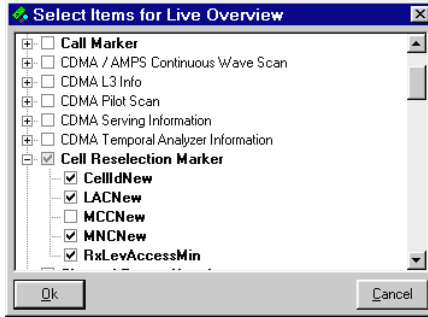 Select Items for Live Overview
Call Marker
CDMA / AMPS Continuous Wave Scan
CDMA L3 Info
CDMA Pilot Scan
CDMA Serving Information
CDMA Temporal Analyzer Information
Cell Reselection Marker
CellIdNew
LACNew
MCCNew
MNCNew
RxLevAccessMin
Ok
Cancel